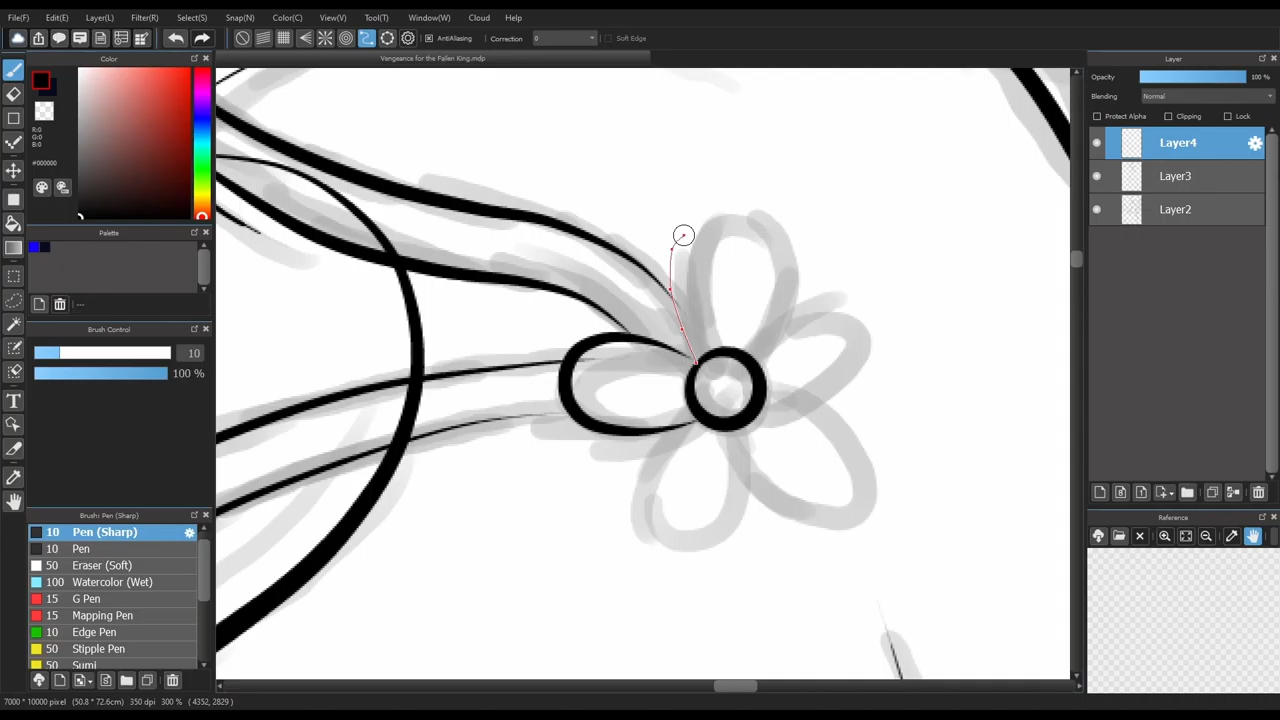 File(F) Edit(E) Layer(L) Filter(R) Select(S) Snap(N) Color(C) View(V) Tool(T) Window(W) Cloud Help
AntiAliasing Correction 0 Soft Edge
Color
Vengeance for the Fallen King.mdp
R:0
G:0
B:0
#000000
Palette
---
Brush Control
10
100 %
Brush: Pen (Sharp)
10 Pen (Sharp)
10 Pen
50 Eraser (Soft)
100 Watercolor (Wet)
15 G Pen
15 Mapping Pen
10 Edge Pen
50 Stipple Pen
50 Sumi
Layer
Opacity 100 %
Blending Normal
Protect Alpha Clipping Lock
Layer4
Layer3
Layer2
Reference
7000 * 10000 pixel (50.8 * 72.6cm) 350 dpi 300 % ( 4352, 2829 )